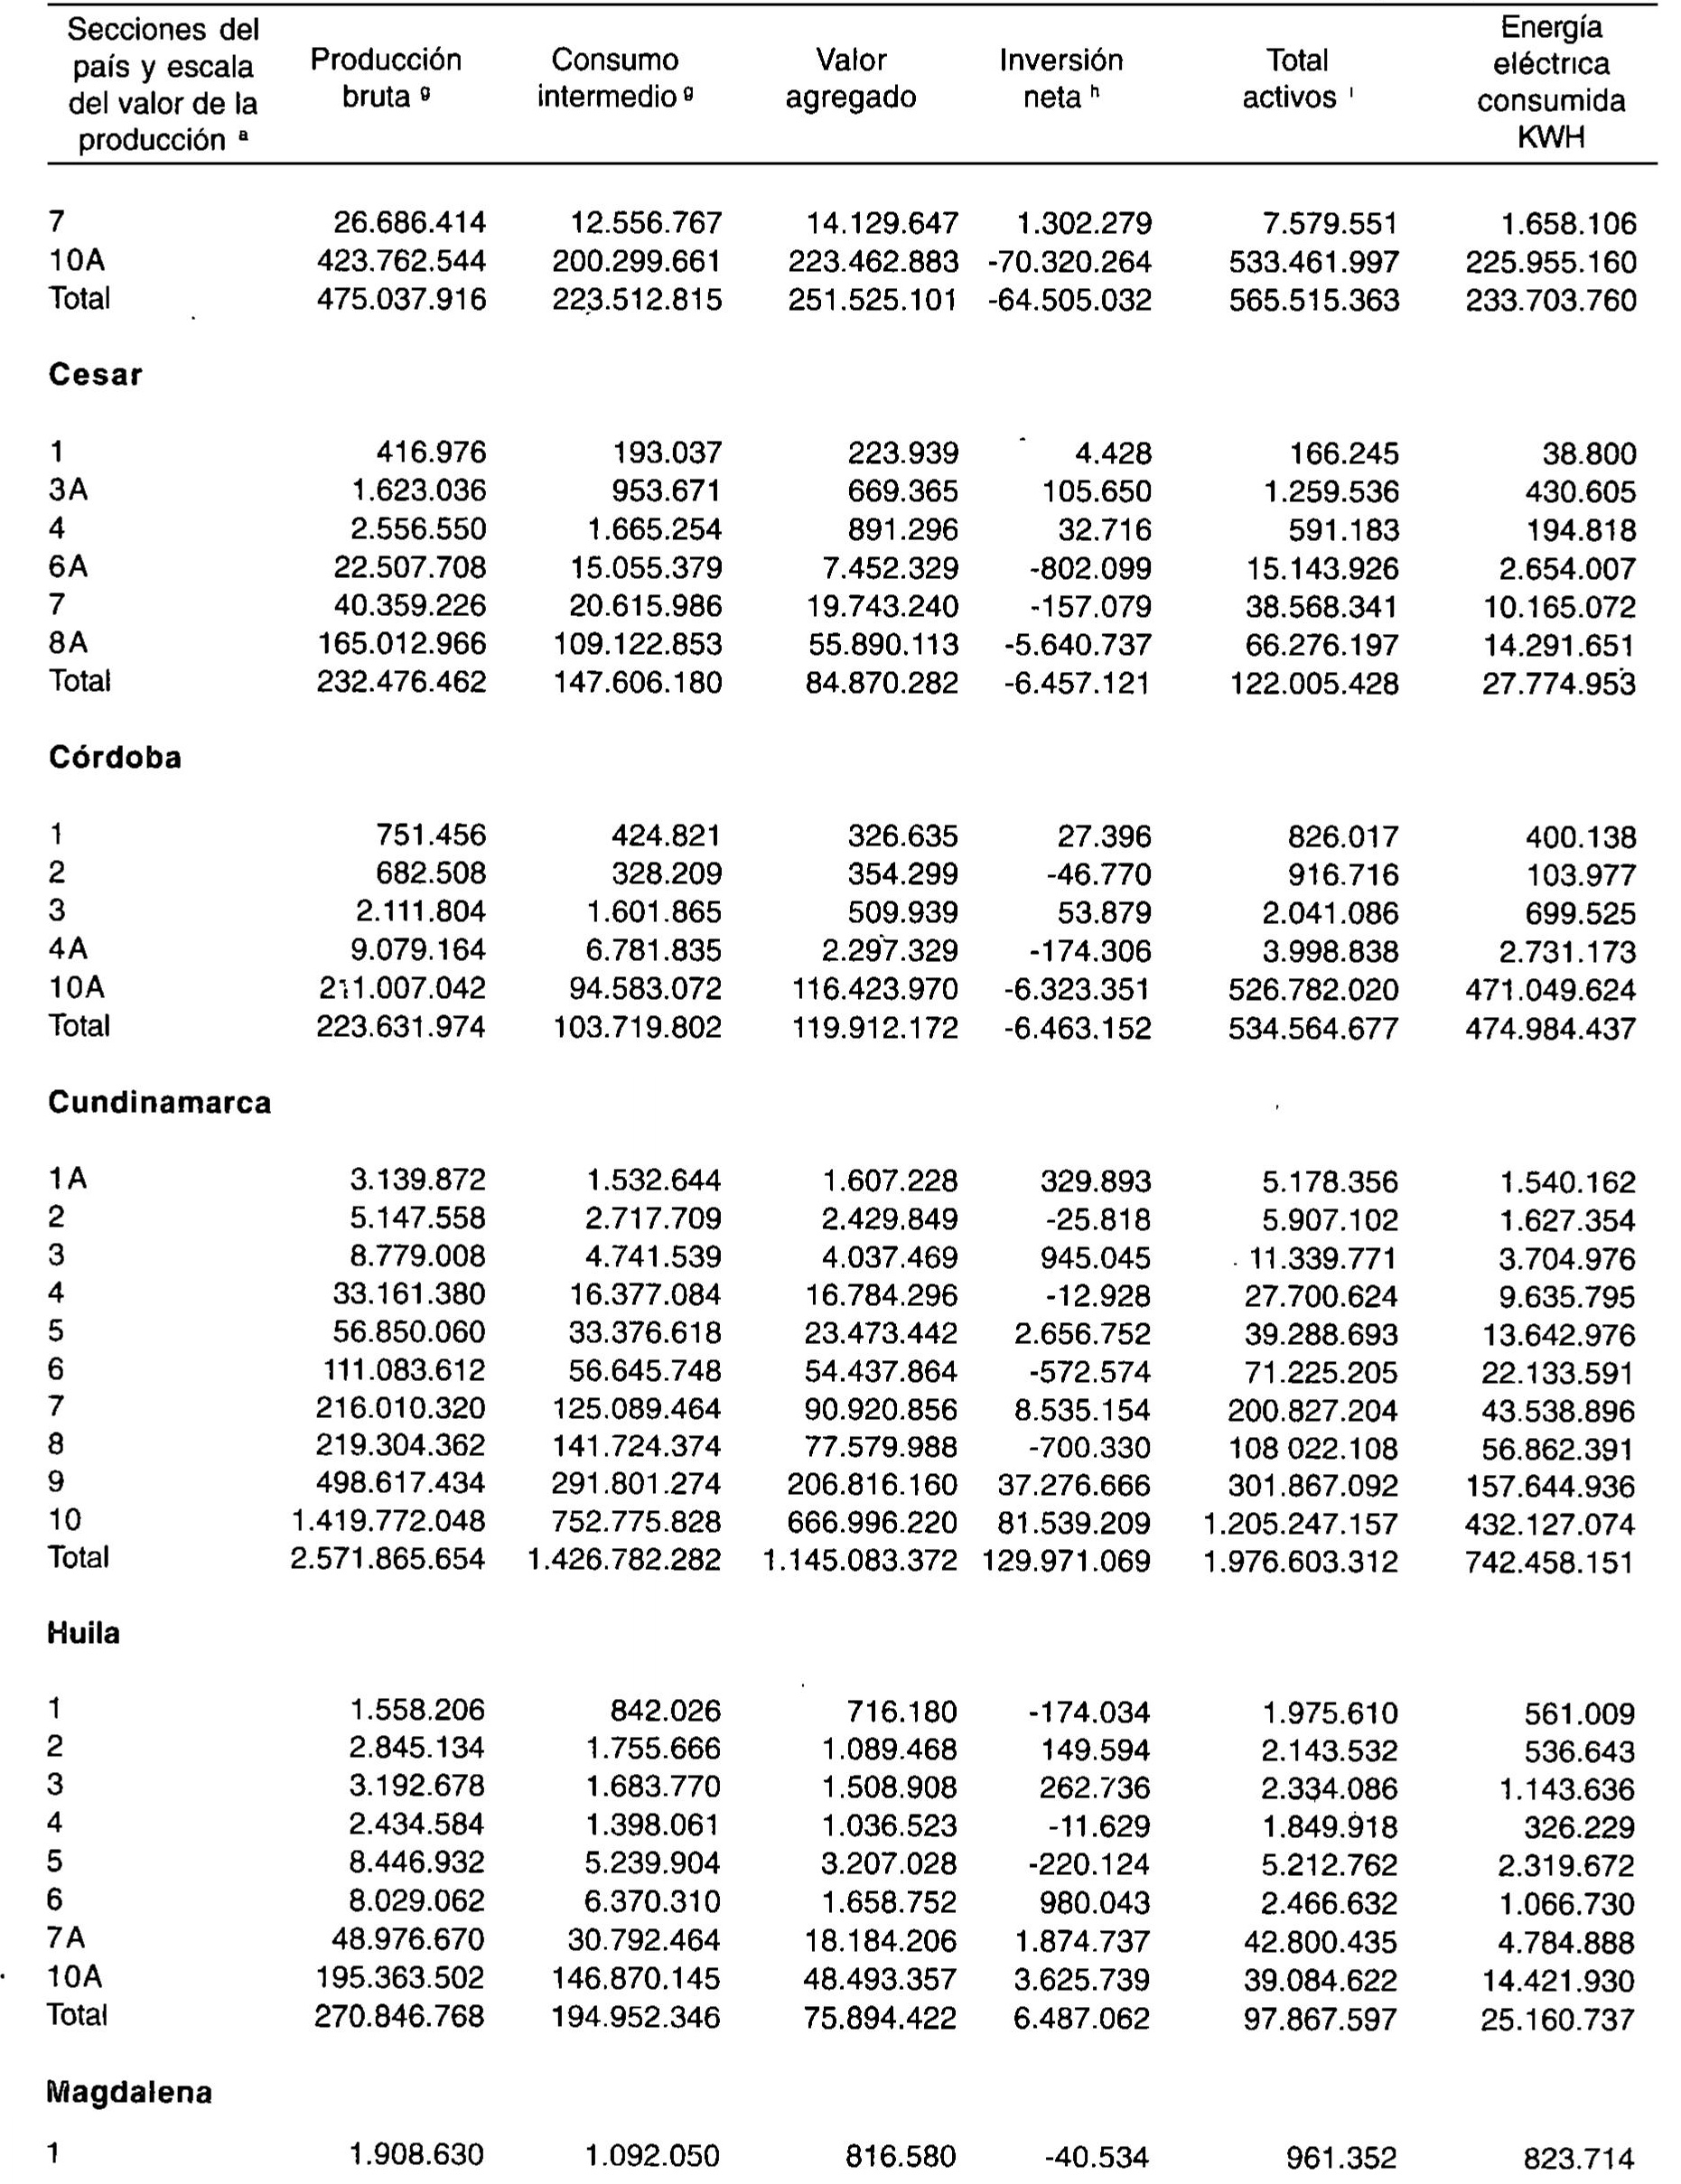 Secciones del país y escala del valor de la producción a Producción bruta g Consumo intermedio g Valor agregado Inversión neta h Total activos i Energía eléctrica consumida KWH
7 26.686.414 12.556.767 14.129.647 1.302.279 7.579.551 1.658.106
10A 423.762.544 200.299.661 223.462.883 -70.320.264 533.461.997 225.955.160
Total 475.037.916 223.512.815 251.525.101 -64.505.032 565.515.363 233.703.760
Cesar
1 416.976 193.037 223.939 4.428 166.245 38.800
3A 1.623.036 953.671 669.365 105.650 1.259.536 430.605
4 2.556.550 1.665.254 891.296 32.716 591.183 194.818
6A 22.507.708 15.055.379 7.452.329 -802.099 15.143.926 2.654.007
7 40.359.226 20.615.986 19.743.240 -157.079 38.568.341 10.165.072
8A 165.012.966 109.122.853 55.890.113 -5.640.737 66.276.197 14.291.651
Total 232.476.462 147.606.180 84.870.282 -6.457.121 122.005.428 27.774.953
Córdoba
1 751.456 424.821 326.635 27.396 826.017 400.138
2 682.508 328.209 354.299 -46.770 916.716 103.977
3 2.111.804 1.601.865 509.939 53.879 2.041.086 699.525
4A 9.079.164 6.781.835 2.297.329 -174.306 3.998.838 2.731.173
10A 211.007.042 94.583.072 116.423.970 -6.323.351 526.782.020 471.049.624
Total 223.631.974 103.719.802 119.912.172 -6.463.152 534.564.677 474.984.437
Cundinamarca
1A 3.139.872 1.532.644 1.607.228 329.893 5.178.356 1.540.162
2 5.147.558 2.717.709 2.429.849 -25.818 5.907.102 1.627.354
3 8.779.008 4.741.539 4.037.469 945.045 11.339.771 3.704.976
4 33.161.380 16.377.084 16.784.296 -12.928 27.700.624 9.635.795
5 56.850.060 33.376.618 23.473.442 2.656.752 39.288.693 13.642.976
6 111.083.612 56.645.748 54.437.864 -572.574 71.225.205 22.133.591
7 216.010.320 125.089.464 90.920.856 8.535.154 200.827.204 43.538.896
8 219.304.362 141.724.374 77.579.988 -700.330 108 022.108 56.862.391
9 498.617.434 291.801.274 206.816.160 37.276.666 301.867.092 157.644.936
10 1.419.772.048 752.775.828 666.996.220 81.539.209 1.205.247.157 432.127.074
Total 2.571.865.654 1.426.782.282 1.145.083.372 129.971.069 1.976.603.312 742.458.151
Huila
1 1.558.206 842.026 716.180 -174.034 1.975.610 561.009
2 2.845.134 1.755.666 1.089.468 149.594 2.143.532 536.643
3 3.192.678 1.683.770 1.508.908 262.736 2.334.086 1.143.636
4 2.434.584 1.398.061 1.036.523 -11.629 1.849.918 326.229
5 8.446.932 5.239.904 3.207.028 -220.124 5.212.762 2.319.672
6 8.029.062 6.370.310 1.658.752 980.043 2.466.632 1.066.730
7A 48.976.670 30.792.464 18.184.206 1.874.737 42.800.435 4.784.888
10A 195.363.502 146.870.145 48.493.357 3.625.739 39.084.622 14.421.930
Total 270.846.768 194.952.346 75.894.422 6.487.062 97.867.597 25.160.737
Magdalena
1 1.908.630 1.092.050 816.580 -40.534 961.352 823.714